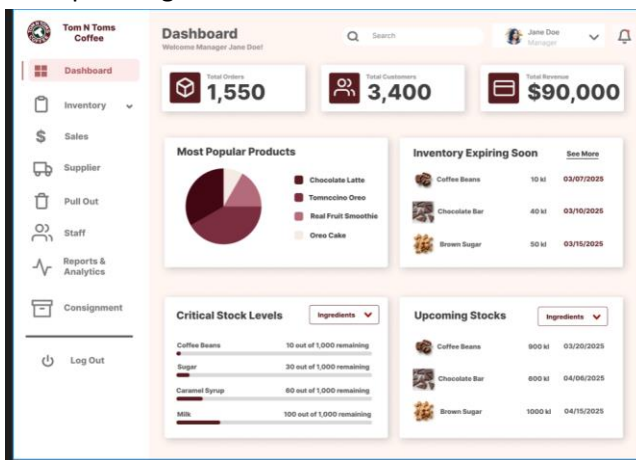 Tom N Toms
Coffee
Dashboard
Inventory
Sales
Supplier
Pull Out
Staff
Reports &
Analytics
Consignment
Log Out
Dashboard
Welcome Manager Jane Doe!
Search
Jane Doe
Manager
Total Orders
1,550
Total Customers
3,400
Total Revenue
$90,000
Most Popular Products
Chocolate Latte
Tomnccino Oreo
Real Fruit Smoothie
Oreo Cake
Inventory Expiring Soon See More
Coffee Beans 10 kl 03/07/2025
Chocolate Bar 40 kl 03/10/2025
Brown Sugar 50 kl 03/15/2025
Critical Stock Levels Ingredients
Coffee Beans 10 out of 1,000 remaining
Sugar 30 out of 1,000 remaining
Caramel Syrup 60 out of 1,000 remaining
Milk 100 out of 1,000 remaining
Upcoming Stocks Ingredients
Coffee Beans 900 kl 03/20/2025
Chocolate Bar 600 kl 04/06/2025
Brown Sugar 1000 kl 04/15/2025